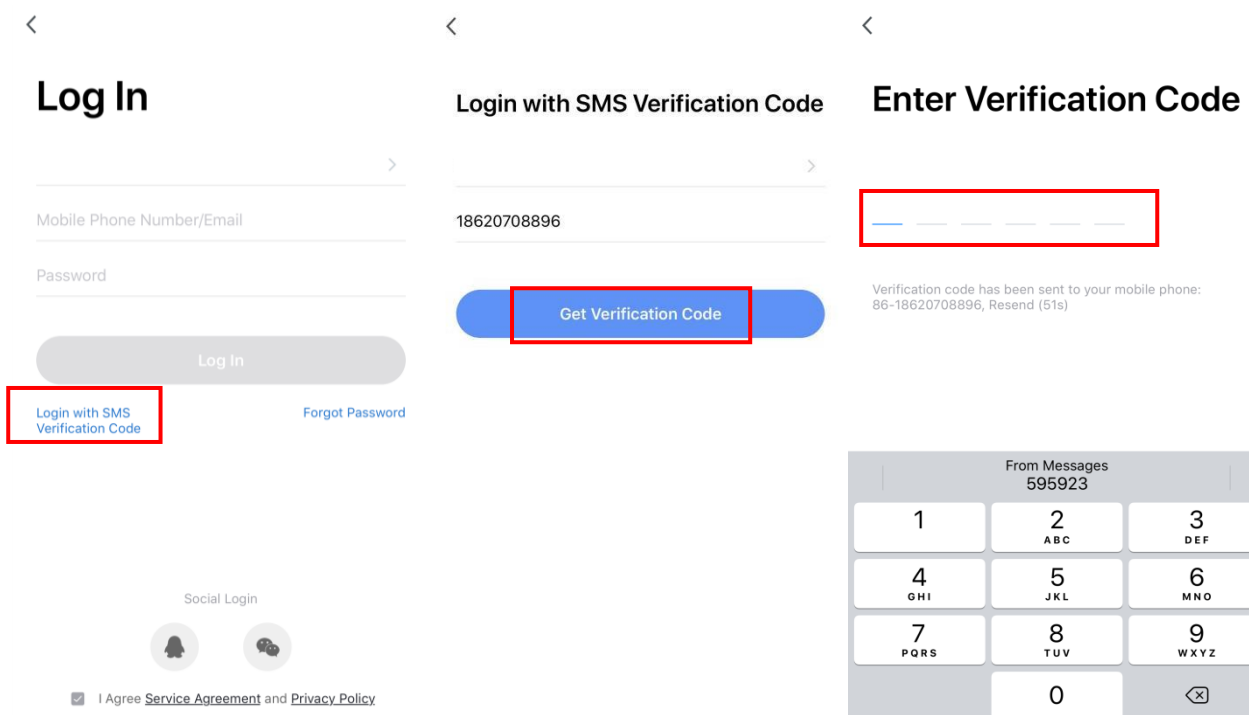 Log In
Mobile Phone Number/Email
Password
Log In
Login with SMS
Verification Code
Forgot Password
Social Login
I Agree Service Agreement and Privacy Policy
Login with SMS Verification Code
18620708896
Get Verification Code
Enter Verification Code
Verification code has been sent to your mobile phone:
86-18620708896, Resend (51s)
From Messages
595923
1 2 3
ABC DEF
4 5 6
GHI JKL MNO
7 8 9
PQRS TUV WXYZ
0